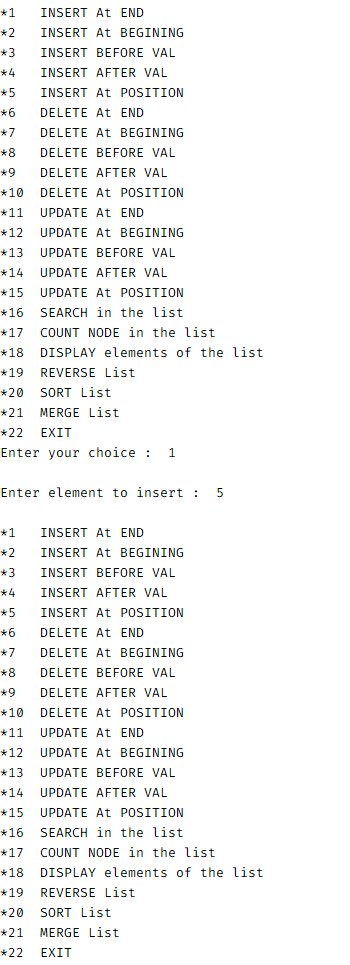 *1   INSERT At END
*2   INSERT At BEGINING
*3   INSERT BEFORE VAL
*4   INSERT AFTER VAL
*5   INSERT At POSITION
*6   DELETE At END
*7   DELETE At BEGINING
*8   DELETE BEFORE VAL
*9   DELETE AFTER VAL
*10  DELETE At POSITION
*11  UPDATE At END
*12  UPDATE At BEGINING
*13  UPDATE BEFORE VAL
*14  UPDATE AFTER VAL
*15  UPDATE At POSITION
*16  SEARCH in the list
*17  COUNT NODE in the list
*18  DISPLAY elements of the list
*19  REVERSE List
*20  SORT List
*21  MERGE List
*22  EXIT
Enter your choice :  1
Enter element to insert :  5
*1   INSERT At END
*2   INSERT At BEGINING
*3   INSERT BEFORE VAL
*4   INSERT AFTER VAL
*5   INSERT At POSITION
*6   DELETE At END
*7   DELETE At BEGINING
*8   DELETE BEFORE VAL
*9   DELETE AFTER VAL
*10  DELETE At POSITION
*11  UPDATE At END
*12  UPDATE At BEGINING
*13  UPDATE BEFORE VAL
*14  UPDATE AFTER VAL
*15  UPDATE At POSITION
*16  SEARCH in the list
*17  COUNT NODE in the list
*18  DISPLAY elements of the list
*19  REVERSE List
*20  SORT List
*21  MERGE List
*22  EXIT